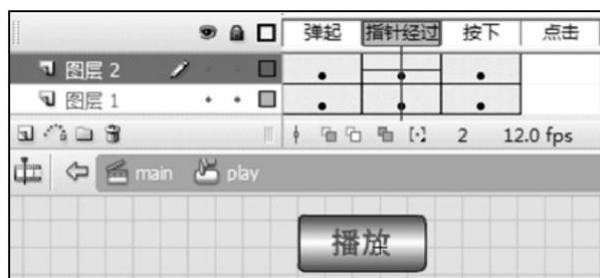 弹起 指针经过 按下 点击
图层 2
图层 1
2 12.0 fps
main play
播放